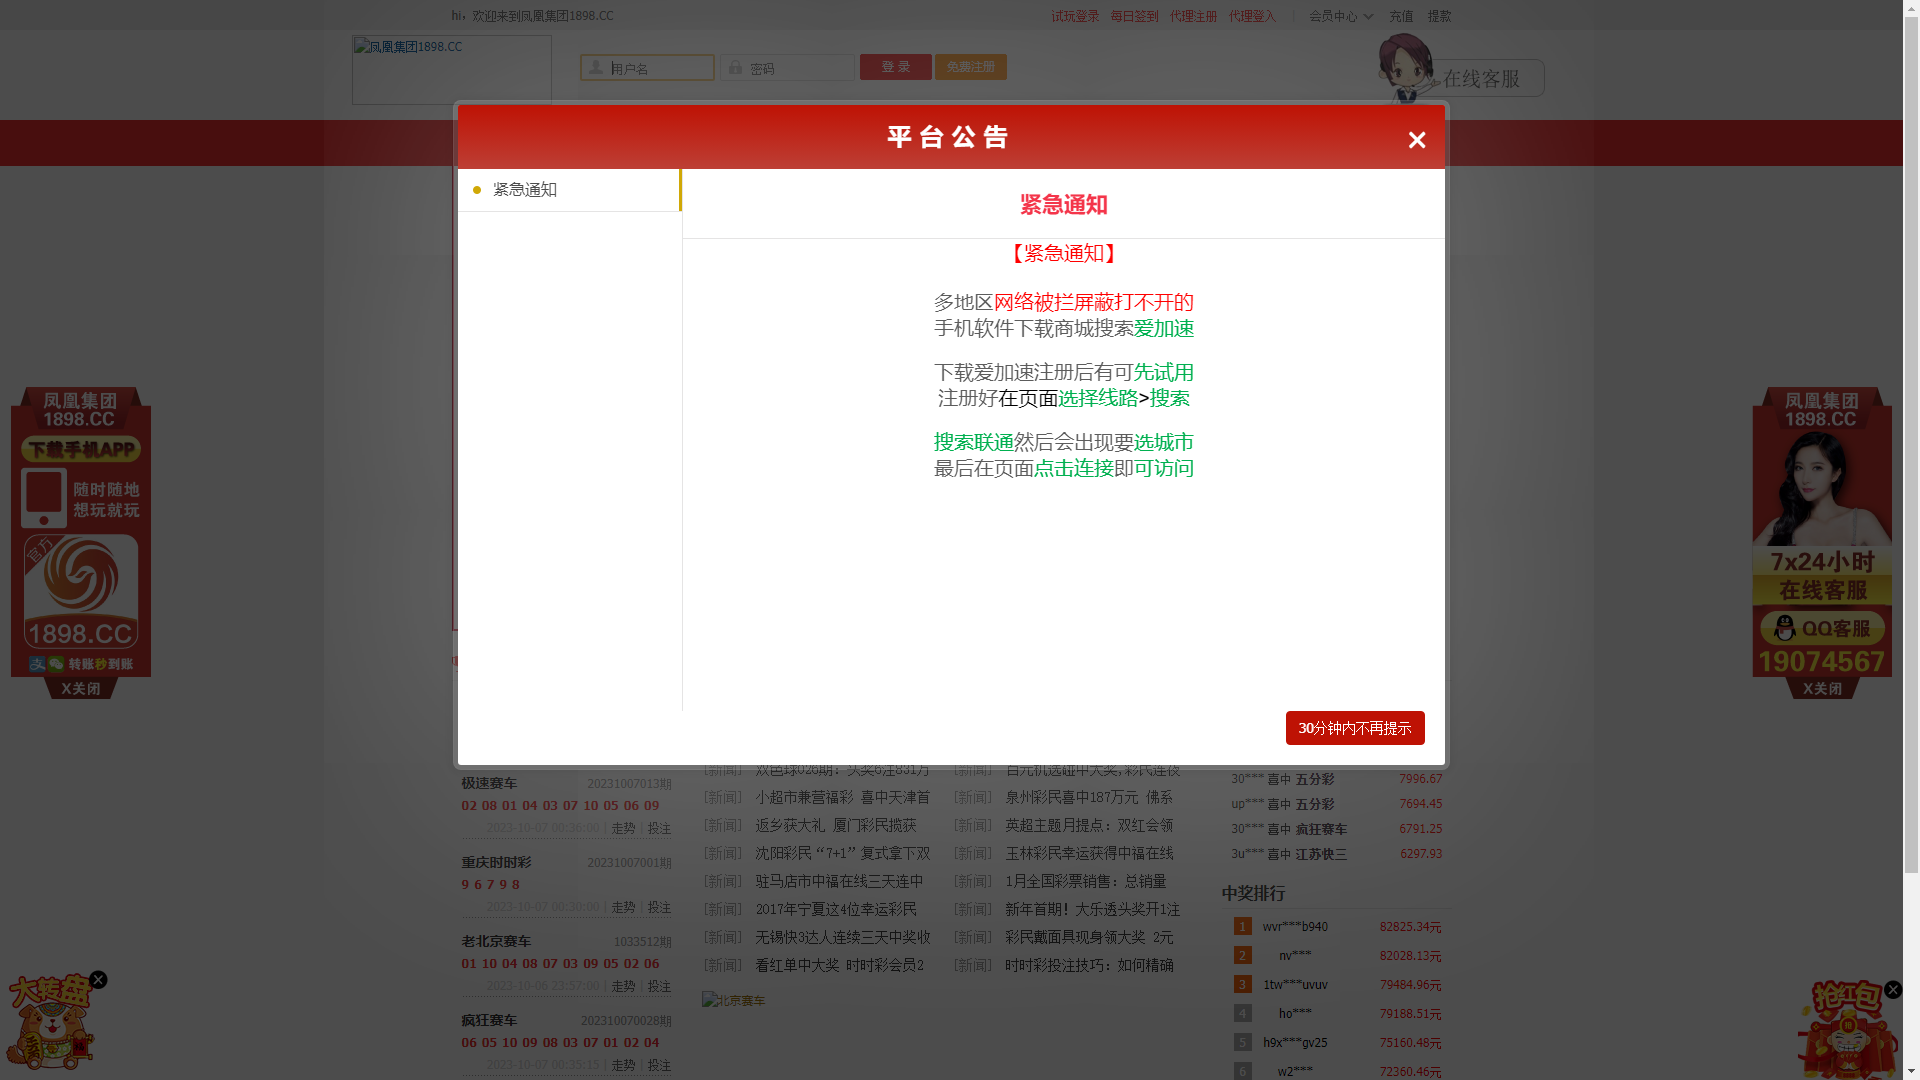 hi，欢迎来到凤凰集团1898.CC
试玩登录 每日签到 代理注册 代理登入 会员中心 充值 提款
凤凰集团1898.CC
用户名 密码 登 录 免费注册
在线客服
平台公告
紧急通知
紧急通知
【紧急通知】
多地区网络被拦屏蔽打不开的
手机软件下载商城搜索爱加速
下载爱加速注册后有可先试用
注册好在页面选择线路>搜索
搜索联通然后会出现要选城市
最后在页面点击连接即可访问
30分钟内不再提示
凤凰集团
1898.CC
下载手机APP
随时随地
想玩就玩
官方
1898.CC
转账秒到账
X关闭
凤凰集团
1898.CC
7x24小时
在线客服
QQ客服
19074567
X关闭
极速赛车 20231007013期
02 08 01 04 03 07 10 05 06 09
2023-10-07 00:36:00 | 走势 | 投注
重庆时时彩 20231007001期
9 6 7 9 8
2023-10-07 00:30:00 | 走势 | 投注
老北京赛车 1033512期
01 10 04 08 07 03 09 05 02 06
2023-10-06 23:57:00 | 走势 | 投注
疯狂赛车 202310070028期
06 05 10 09 08 03 07 01 02 04
2023-10-07 00:35:15 | 走势 | 投注
[新闻] 双色球026期：头奖6注831万
[新闻] 百元机选碰中大奖,彩民连夜
[新闻] 小超市兼营福彩 喜中天津首
[新闻] 泉州彩民喜中187万元 佛系
[新闻] 返乡获大礼 厦门彩民揽获
[新闻] 英超主题月提点：双红会领
[新闻] 沈阳彩民“7+1”复式拿下双
[新闻] 玉林彩民幸运获得中福在线
[新闻] 驻马店市中福在线三天连中
[新闻] 1月全国彩票销售：总销量
[新闻] 2017年宁夏这4位幸运彩民
[新闻] 新年首期！大乐透头奖开1注
[新闻] 无锡快3达人连续三天中奖收
[新闻] 彩民戴面具现身领大奖 2元
[新闻] 看红单中大奖 时时彩会员2
[新闻] 时时彩投注技巧：如何精确
北京赛车
30*** 喜中 五分彩 7996.67
up*** 喜中 五分彩 7694.45
30*** 喜中 疯狂赛车 6791.25
3u*** 喜中 江苏快三 6297.93
中奖排行
1 wvr***b940 82825.34元
2 nv*** 82028.13元
3 1tw***uvuv 79484.96元
4 ho*** 79188.51元
5 h9x***gv25 75160.48元
6 w2*** 72360.46元
大转盘
抢红包